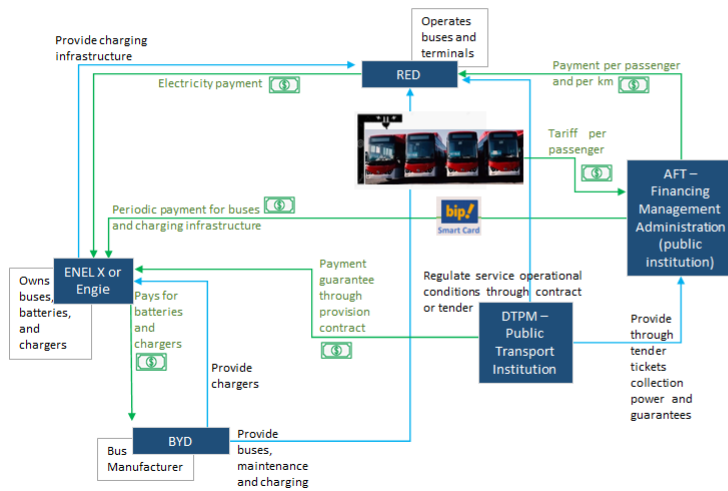 Operates
buses and
terminals
Provide charging
infrastructure
RED
Electricity payment
Payment per passenger
and per km
Tariff per
passenger
AFT –
Financing
Management
Administration
(public
institution)
Periodic payment for buses
and charging infrastructure
bip!
Smart Card
ENEL X or
Engie
Owns
buses,
batteries,
and
chargers
Pays for
batteries
and
chargers
Payment
guarantee
through
provision
contract
Regulate service operational
conditions through contract
or tender
DTPM –
Public
Transport
Institution
Provide
through
tender
tickets
collection
power and
guarantees
Provide
chargers
BYD
Bus
Manufacturer
Provide
buses,
maintenance
and charging